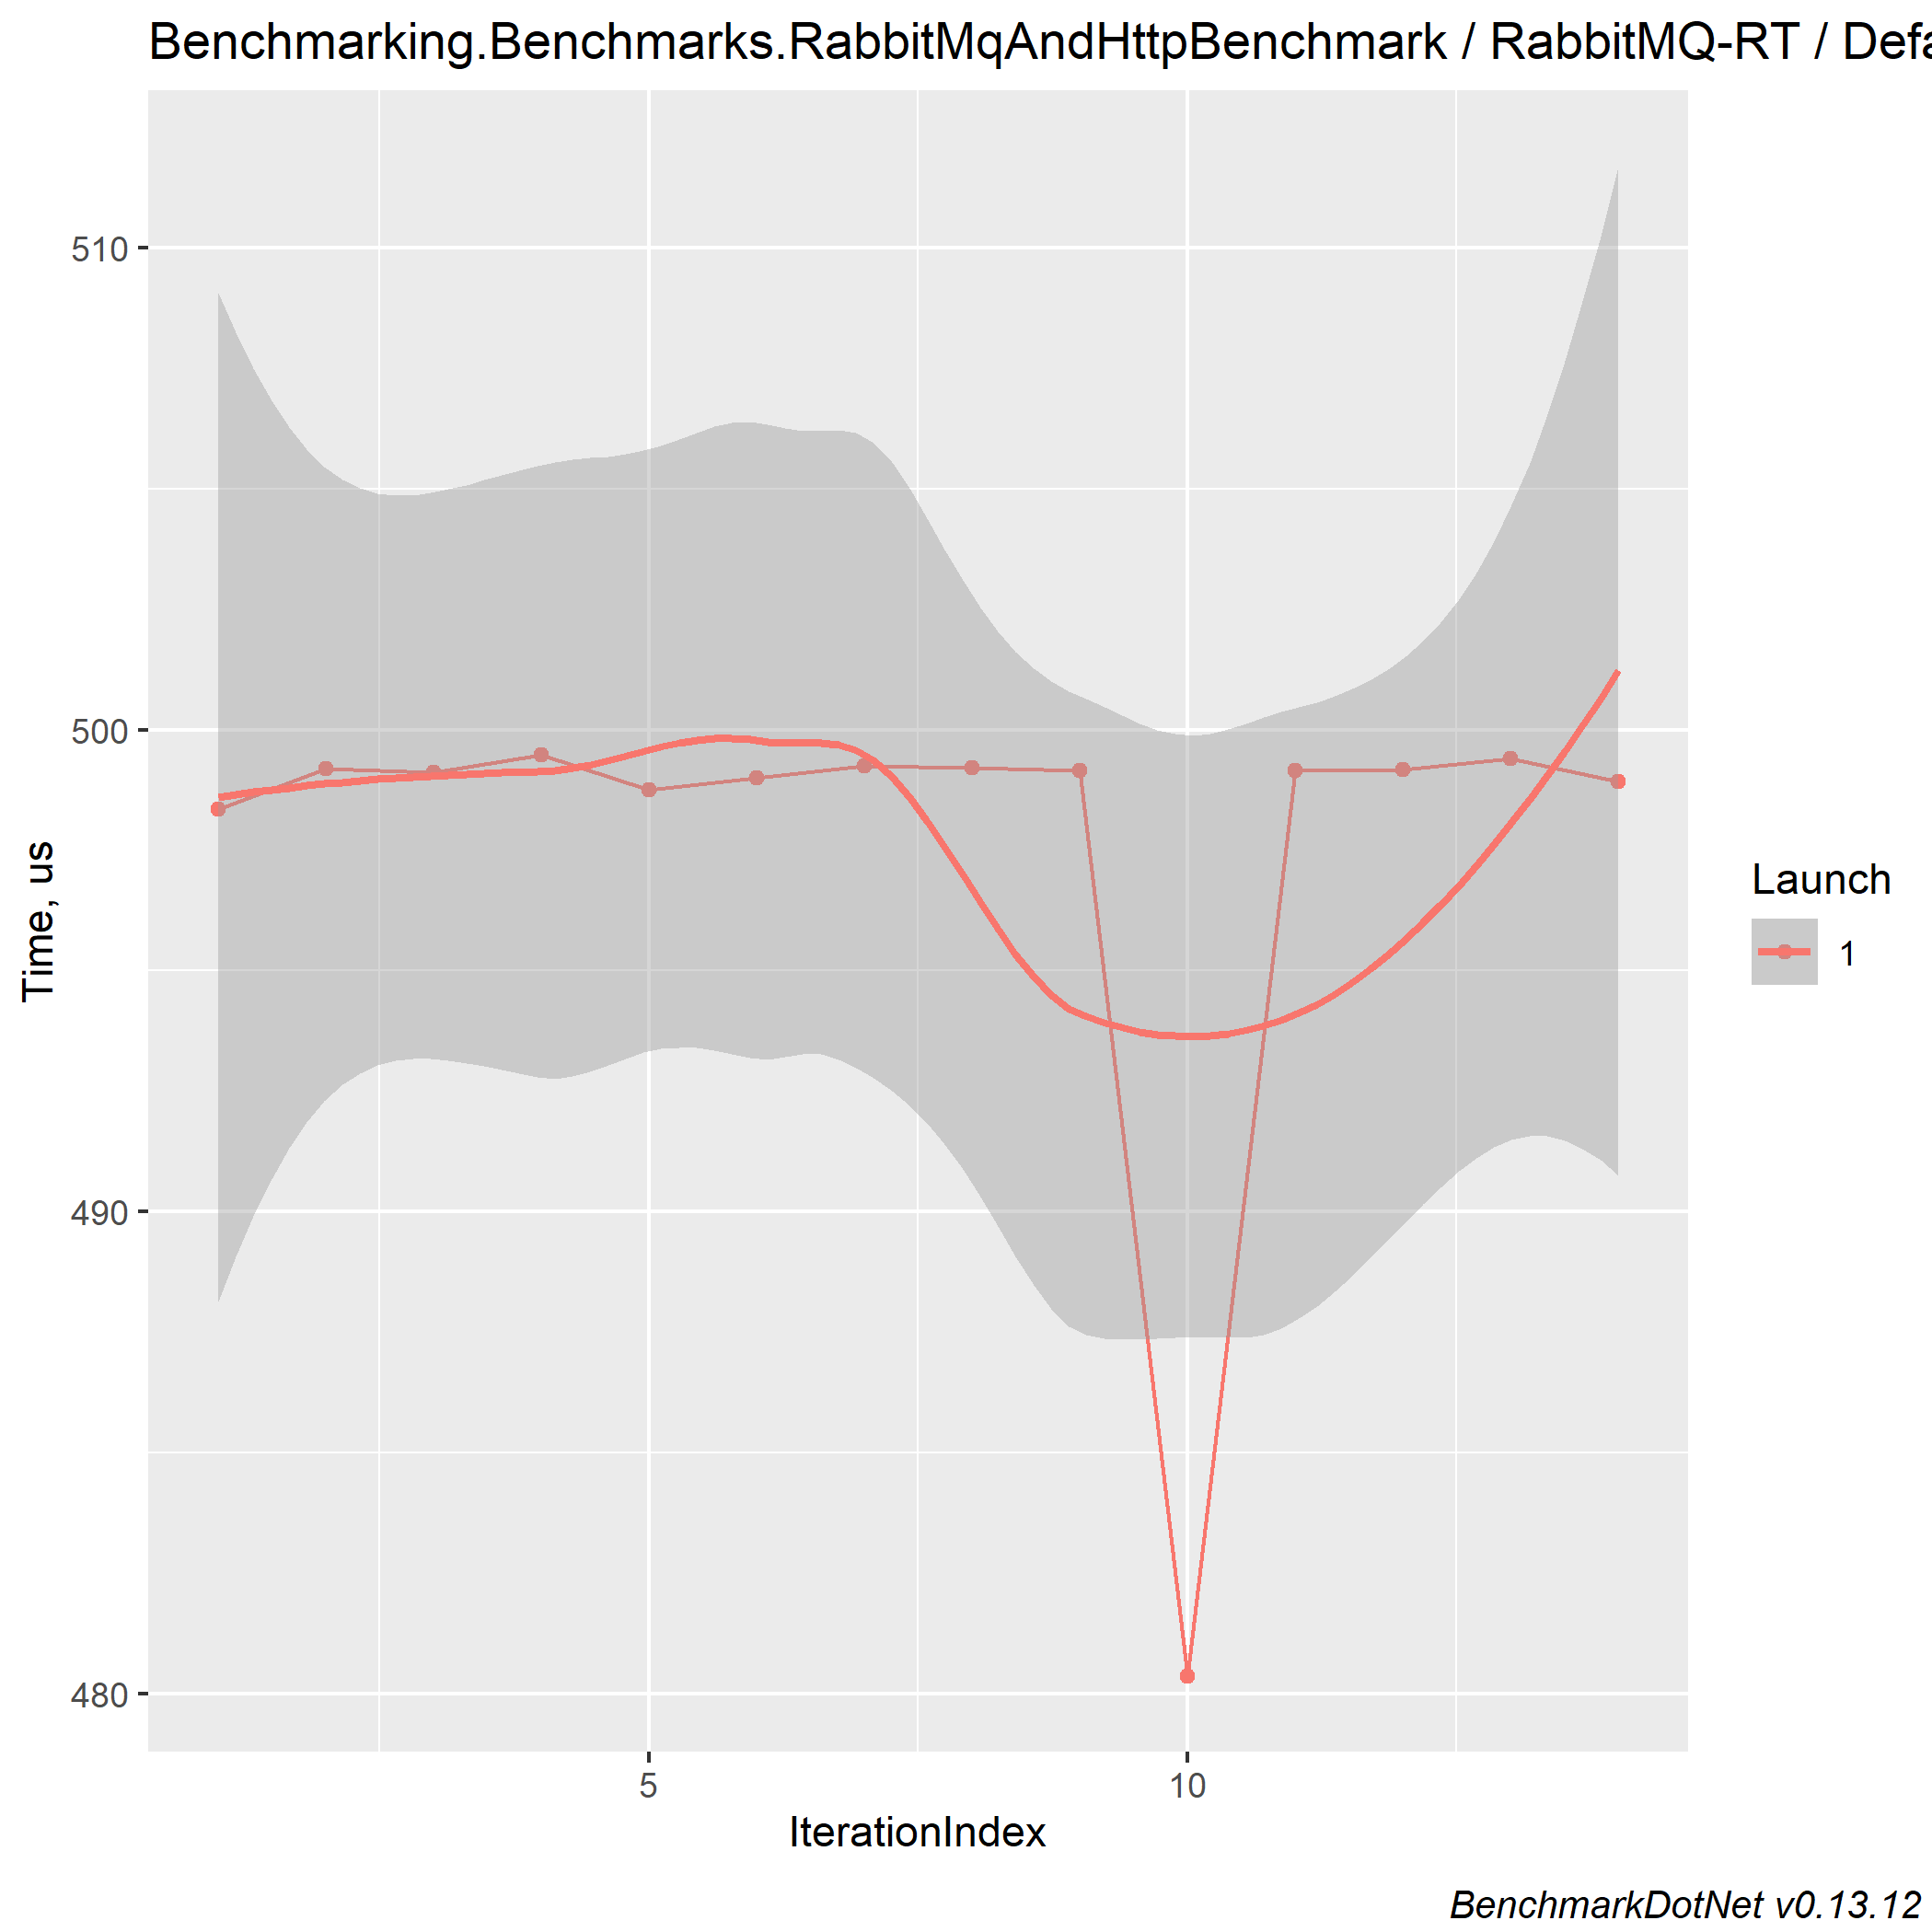 Benchmarking.Benchmarks.RabbitMqAndHttpBenchmark / RabbitMQ-RT / Defa
510
500
490
480
Time, us
5
10
IterationIndex
Launch
1
BenchmarkDotNet v0.13.12